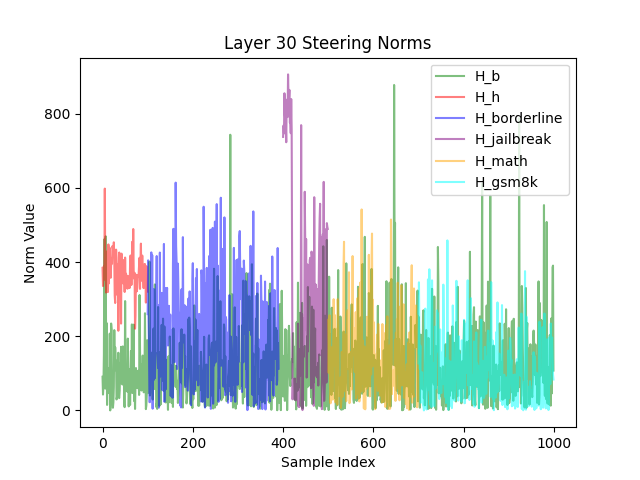 Layer 30 Steering Norms
H_b
H_h
H_borderline
H_jailbreak
H_math
H_gsm8k
Norm Value
800
600
400
200
0
0 200 400 600 800 1000
Sample Index